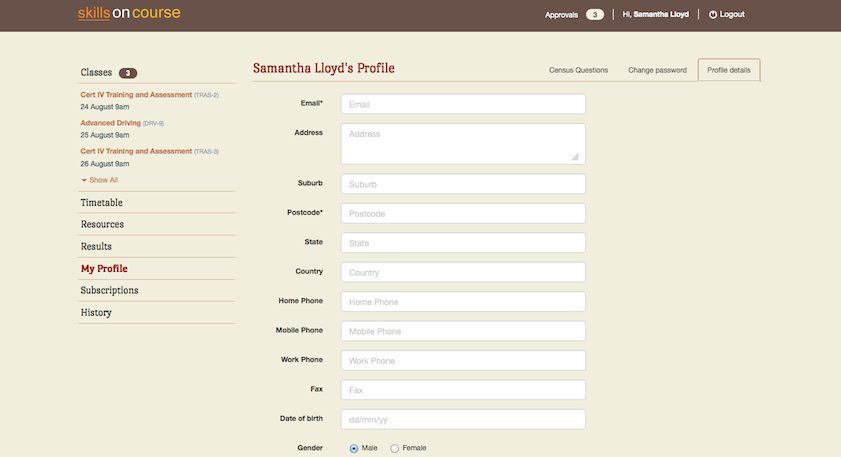 skillsoncourse
Approvals 3 Hi, Samantha Lloyd Logout
Classes 3
Cert IV Training and Assessment (TRAS-2)
24 August 9am
Advanced Driving (DRV-9)
25 August 9am
Cert IV Training and Assessment (TRAS-3)
26 August 9am
Show All
Timetable
Resources
Results
My Profile
Subscriptions
History
Samantha Lloyd's Profile
Census Questions Change password Profile details
Email* Email
Address Address
Suburb Suburb
Postcode* Postcode
State State
Country Country
Home Phone Home Phone
Mobile Phone Mobile Phone
Work Phone Work Phone
Fax Fax
Date of birth dd/mm/yy
Gender Male Female